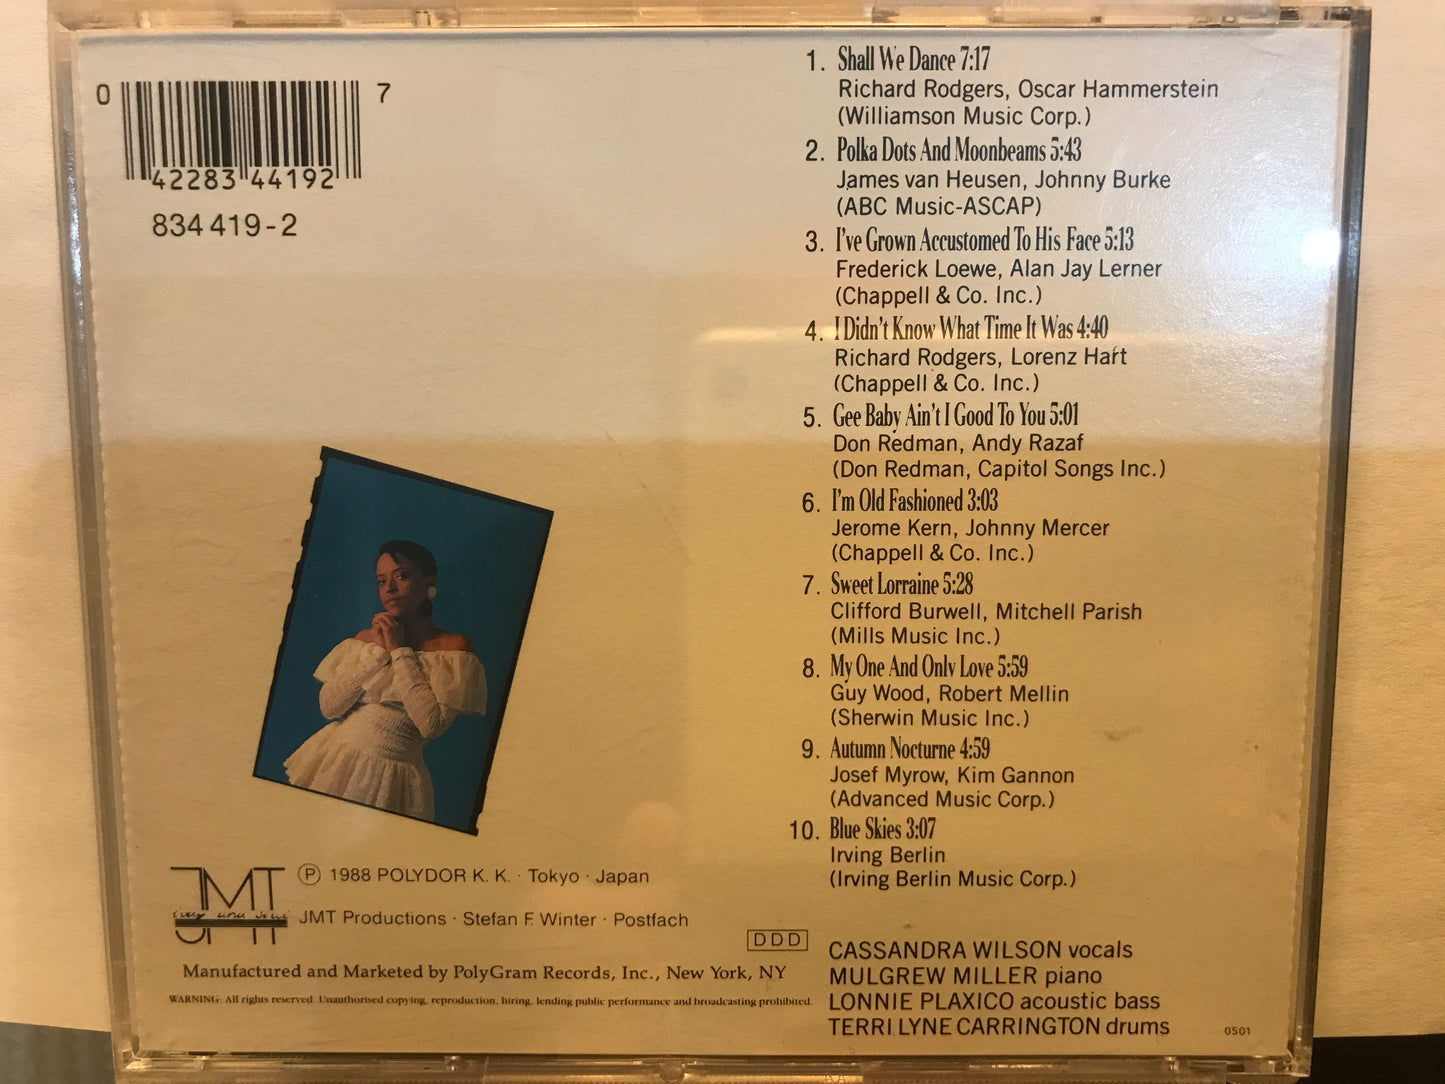 0 7
42283 44192
834 419-2
1. Shall We Dance 7:17
Richard Rodgers, Oscar Hammerstein
(Williamson Music Corp.)
2. Polka Dots And Moonbeams 5:43
James van Heusen, Johnny Burke
(ABC Music-ASCAP)
3. I've Grown Accustomed To His Face 5:13
Frederick Loewe, Alan Jay Lerner
(Chappell & Co. Inc.)
4. I Didn't Know What Time It Was 4:40
Richard Rodgers, Lorenz Hart
(Chappell & Co. Inc.)
5. Gee Baby Ain't I Good To You 5:01
Don Redman, Andy Razaf
(Don Redman, Capitol Songs Inc.)
6. I'm Old Fashioned 3:03
Jerome Kern, Johnny Mercer
(Chappell & Co. Inc.)
7. Sweet Lorraine 5:28
Clifford Burwell, Mitchell Parish
(Mills Music Inc.)
8. My One And Only Love 5:59
Guy Wood, Robert Mellin
(Sherwin Music Inc.)
9. Autumn Nocturne 4:59
Josef Myrow, Kim Gannon
(Advanced Music Corp.)
10. Blue Skies 3:07
Irving Berlin
(Irving Berlin Music Corp.)
JMT
Ⓟ 1988 POLYDOR K. K. · Tokyo · Japan
JMT Productions · Stefan F. Winter · Postfach
DDD
Manufactured and Marketed by PolyGram Records, Inc., New York, NY
WARNING: All rights reserved. Unauthorised copying, reproduction, hiring, lending public performance and broadcasting prohibited.
CASSANDRA WILSON vocals
MULGREW MILLER piano
LONNIE PLAXICO acoustic bass
TERRI LYNE CARRINGTON drums
0501